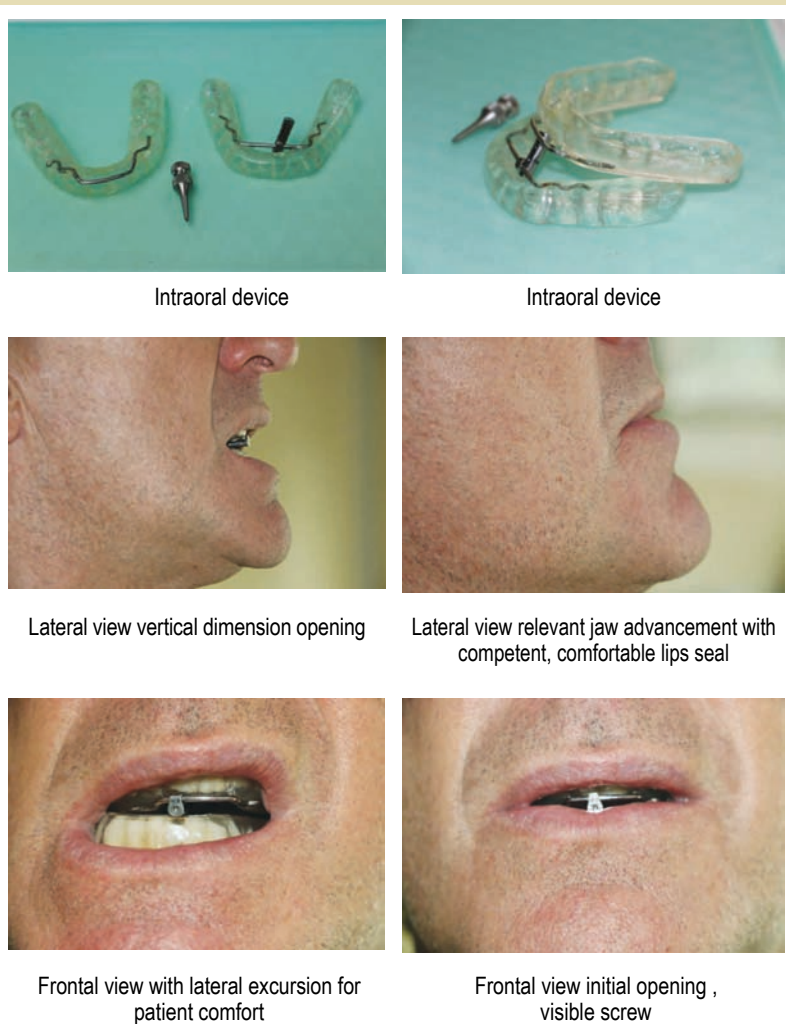 Intraoral device
Intraoral device
Lateral view vertical dimension opening
Lateral view relevant jaw advancement with
competent, comfortable lips seal
Frontal view with lateral excursion for
patient comfort
Frontal view initial opening ,
visible screw